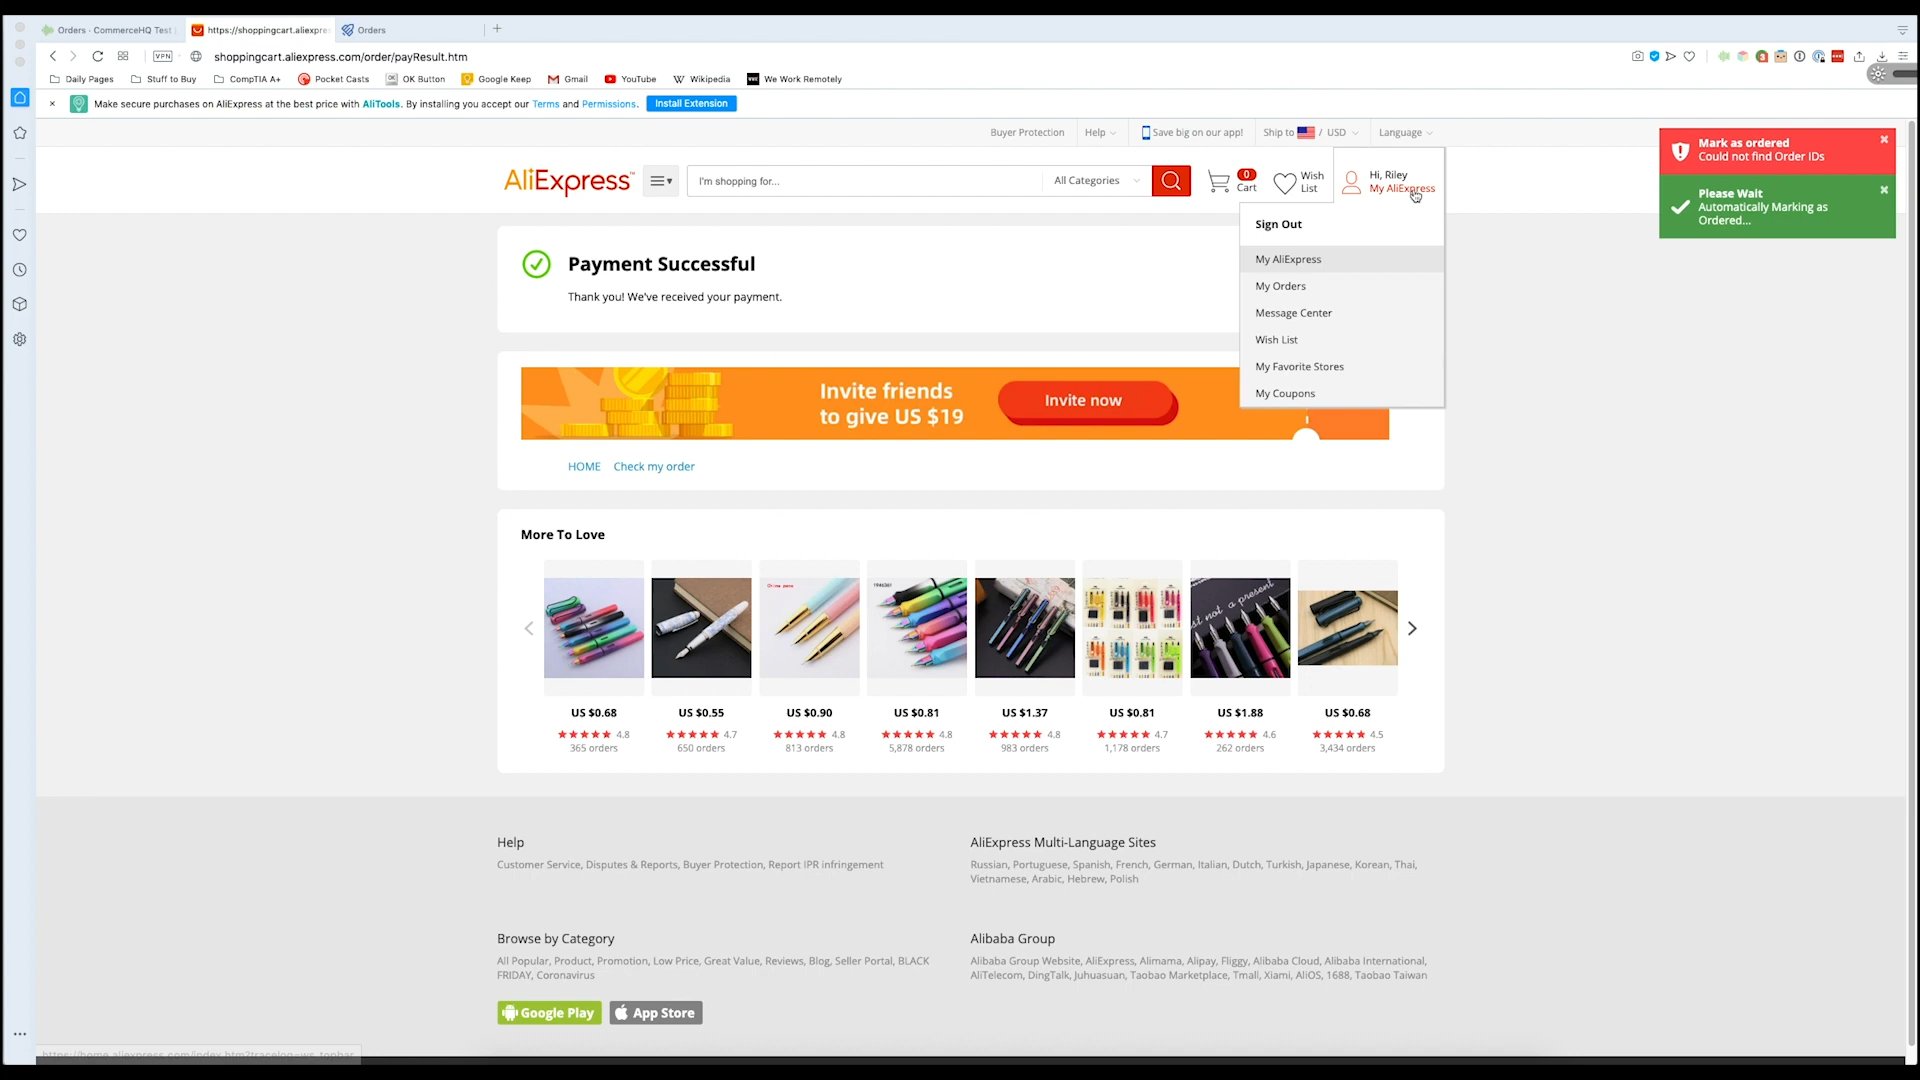 Orders · CommerceHQ Test
https://shoppingcart.aliexpre
Orders
VPN
shoppingcart.aliexpress.com/order/payResult.htm
Daily Pages
Stuff to Buy
CompTIA A+
Pocket Casts
OK
OK Button
Google Keep
Gmail
YouTube
Wikipedia
We Work Remotely
Make secure purchases on AliExpress at the best price with AliTools. By installing you accept our Terms and Permissions.
Install Extension
Buyer Protection
Help
Save big on our app!
Ship to / USD
Language
AliExpress™
I'm shopping for...
All Categories
0
Cart
Wish
List
Hi, Riley
My AliExpress
Mark as ordered
Could not find Order IDs
Please Wait
Automatically Marking as
Ordered...
Sign Out
My AliExpress
My Orders
Message Center
Wish List
My Favorite Stores
My Coupons
Payment Successful
Thank you! We've received your payment.
Invite friends
to give US $19
Invite now
HOME
Check my order
More To Love
US $0.68
4.8
365 orders
US $0.55
4.7
650 orders
US $0.90
4.8
813 orders
US $0.81
4.8
5,878 orders
US $1.37
4.8
983 orders
US $0.81
4.7
1,178 orders
not a present
US $1.88
4.6
262 orders
US $0.68
4.5
3,434 orders
Help
Customer Service, Disputes & Reports, Buyer Protection, Report IPR infringement
AliExpress Multi-Language Sites
Russian, Portuguese, Spanish, French, German, Italian, Dutch, Turkish, Japanese, Korean, Thai,
Vietnamese, Arabic, Hebrew, Polish
Browse by Category
All Popular, Product, Promotion, Low Price, Great Value, Reviews, Blog, Seller Portal, BLACK
FRIDAY, Coronavirus
Alibaba Group
Alibaba Group Website, AliExpress, Alimama, Alipay, Fliggy, Alibaba Cloud, Alibaba International,
AliTelecom, DingTalk, Juhuasuan, Taobao Marketplace, Tmall, Xiami, AliOS, 1688, Taobao Taiwan
Google Play
App Store
https://home.aliexpress.com/index.htm?tracelog=ws_topbar